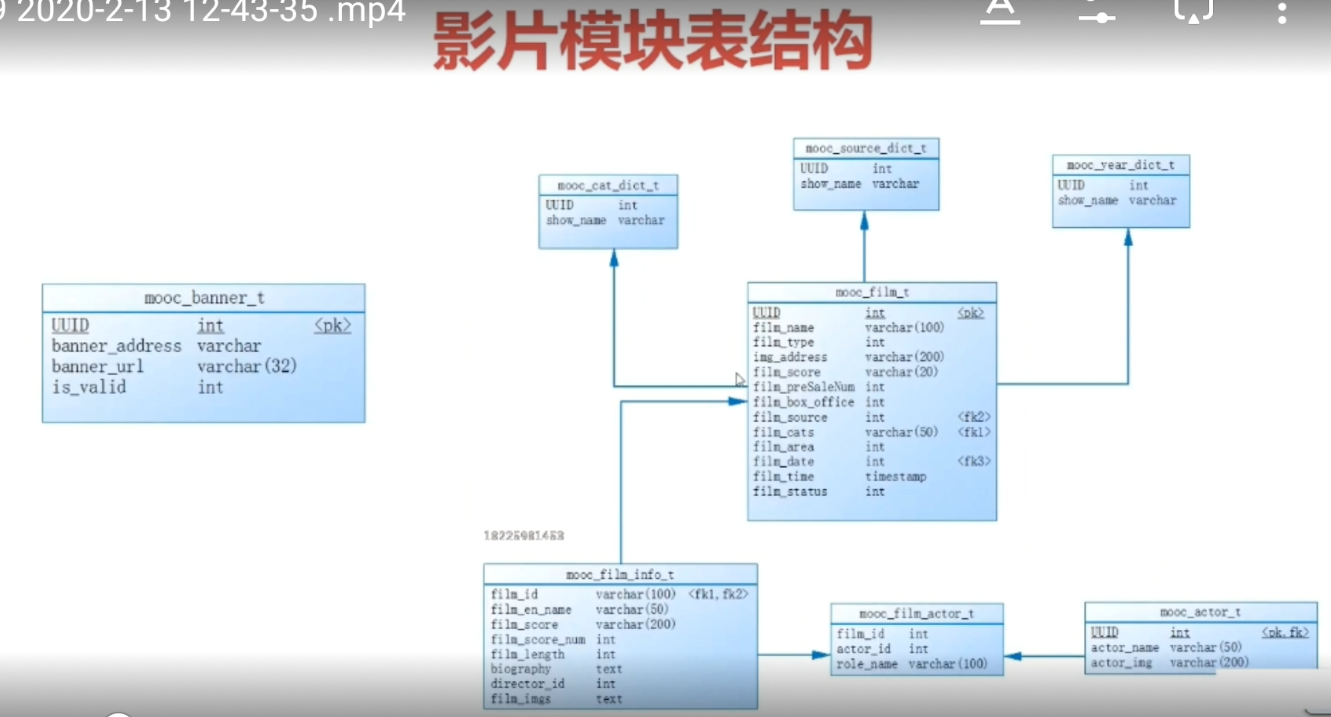 9 2020-2-13 12-43-35 .mp4
影片模块表结构
mooc_source_dict_t
UUID int
show_name varchar
mooc_year_dict_t
UUID int
show_name varchar
mooc_cat_dict_t
UUID int
show_name varchar
mooc_banner_t
UUID int <pk>
banner_address varchar
banner_url varchar(32)
is_valid int
mooc_film_t
UUID int <pk>
film_name varchar(100)
film_type int
img_address varchar(200)
film_score varchar(20)
film_preSaleNum int
film_box_office int
film_source int <fk2>
film_cats varchar(50) <fk1>
film_area int
film_date int <fk3>
film_time timestamp
film_status int
18225981453
mooc_film_info_t
film_id varchar(100) <fk1,fk2>
film_en_name varchar(50)
film_score varchar(200)
film_score_num int
film_length int
biography text
director_id int
film_imgs text
mooc_film_actor_t
film_id int
actor_id int
role_name varchar(100)
mooc_actor_t
UUID int <pk,fk>
actor_name varchar(50)
actor_img varchar(200)